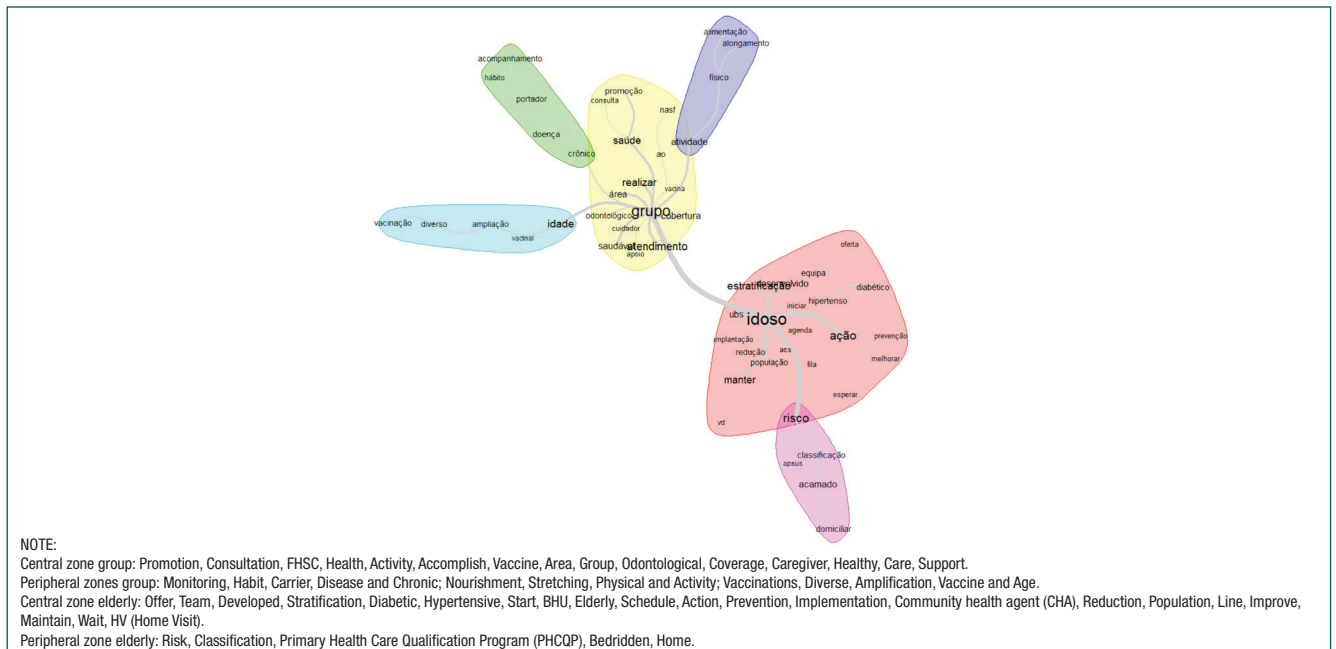 alimentação
alongamento
acompanhamento
hábito
físico
promoção
consulta
portador
nasf
doença
saúde
atividade
crônico
ao
realizar
vacina
área
grupo
odontológico
cobertura
vacinação
diverso
ampliação
idade
cuidador
vacinal
saudável
atendimento
apoio
oferta
equipa
estratificação
desenvolvido
diabético
iniciar
hipertenso
ubs
idoso
agenda
ação
implantação
prevenção
redução
acs
melhorar
população
fila
manter
esperar
risco
vd
classificação
apsus
acamado
domiciliar
NOTE:
Central zone group: Promotion, Consultation, FHSC, Health, Activity, Accomplish, Vaccine, Area, Group, Odontological, Coverage, Caregiver, Healthy, Care, Support.
Peripheral zones group: Monitoring, Habit, Carrier, Disease and Chronic; Nourishment, Stretching, Physical and Activity; Vaccinations, Diverse, Amplification, Vaccine and Age.
Central zone elderly: Offer, Team, Developed, Stratification, Diabetic, Hypertensive, Start, BHU, Elderly, Schedule, Action, Prevention, Implementation, Community health agent (CHA), Reduction, Population, Line, Improve,
Maintain, Wait, HV (Home Visit).
Peripheral zone elderly: Risk, Classification, Primary Health Care Qualification Program (PHCQP), Bedridden, Home.